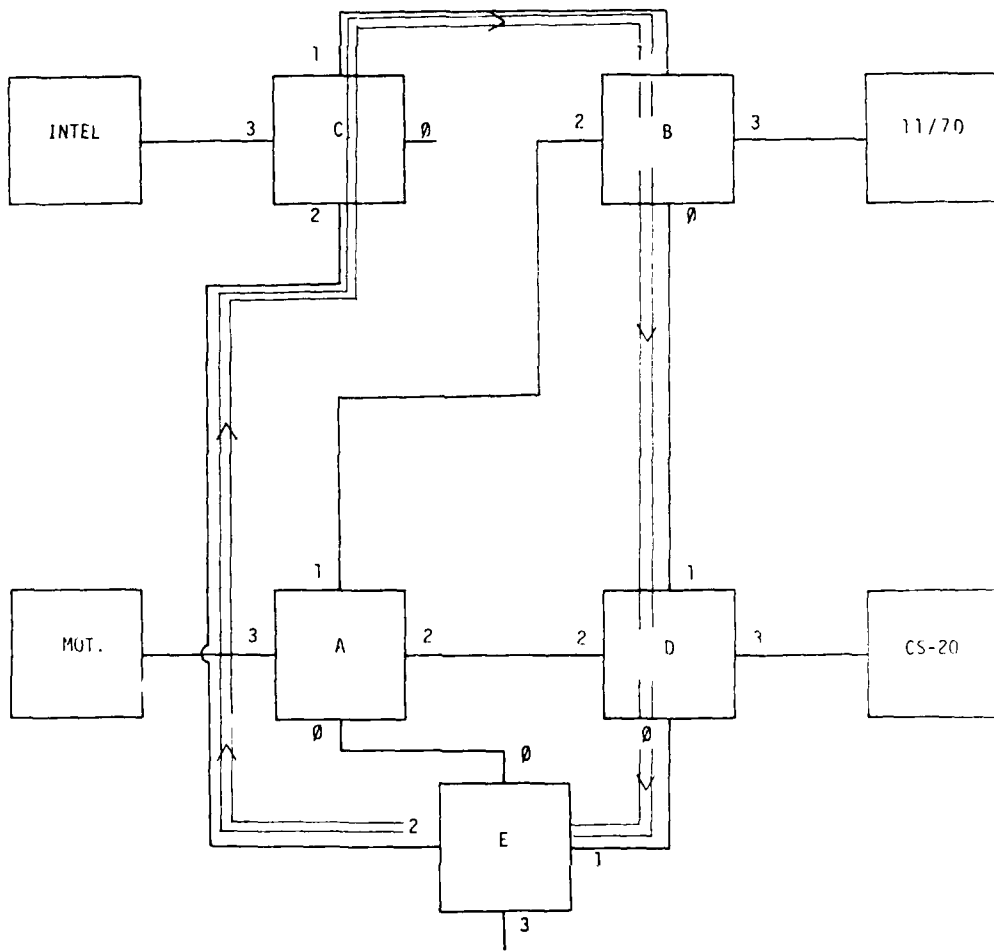 1 1
INTEL 3 C Ø 2 B 3 11/70
2 Ø
1 1
MOT. 3 A 2 2 D 3 CS-20
Ø Ø Ø
2 E 1
3